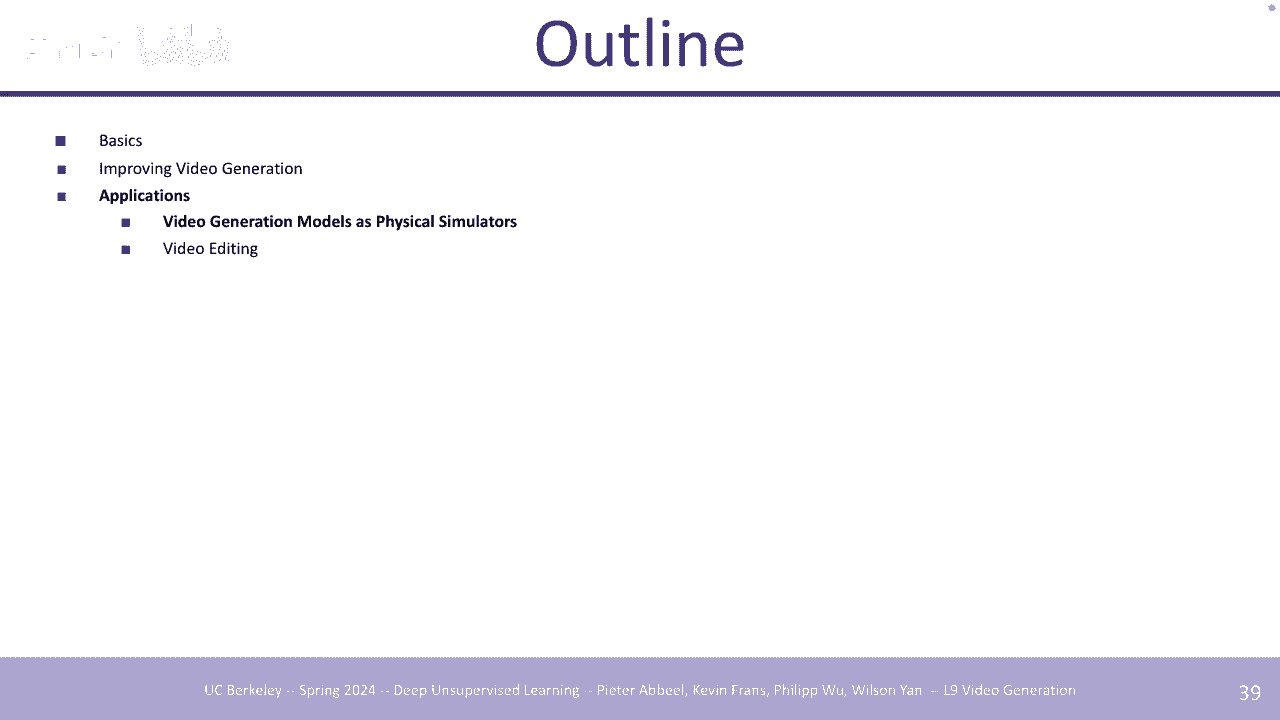 Outline
Basics
Improving Video Generation
Applications
Video Generation Models as Physical Simulators
Video Editing
UC Berkeley -- Spring 2024 -- Deep Unsupervised Learning -- Pieter Abbeel, Kevin Frans, Philipp Wu, Wilson Yan -- L9 Video Generation
39